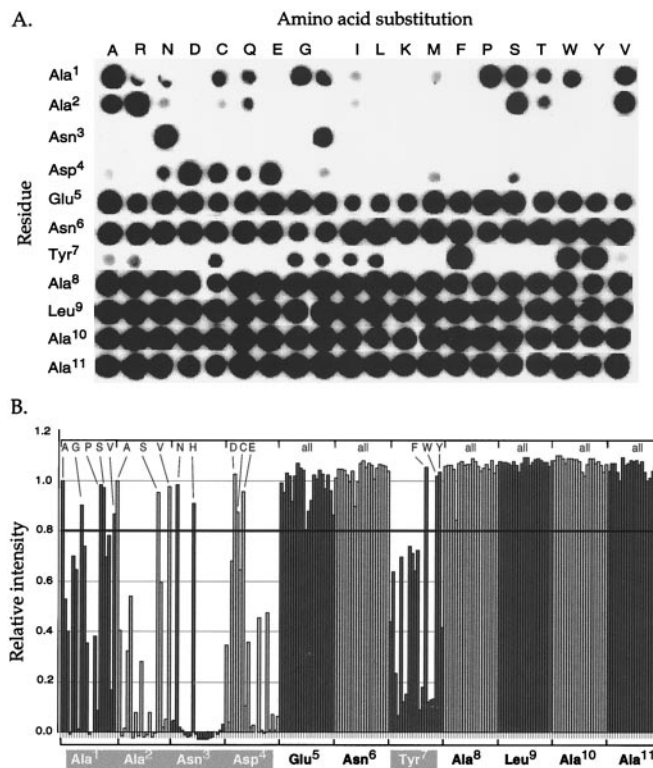 A.
Amino acid substitution
A R N D C Q E G I L K M F P S T W Y V
Residue
Ala1
Ala2
Asn3
Asp4
Glu5
Asn6
Tyr7
Ala8
Leu9
Ala10
Ala11
B.
A G P S V A S V N H D C E all all F W Y all all all all
Relative intensity
1.2
1.0
0.8
0.6
0.4
0.2
0.0
Ala1 Ala2 Asn3 Asp4 Glu5 Asn6 Tyr7 Ala8 Leu9 Ala10 Ala11